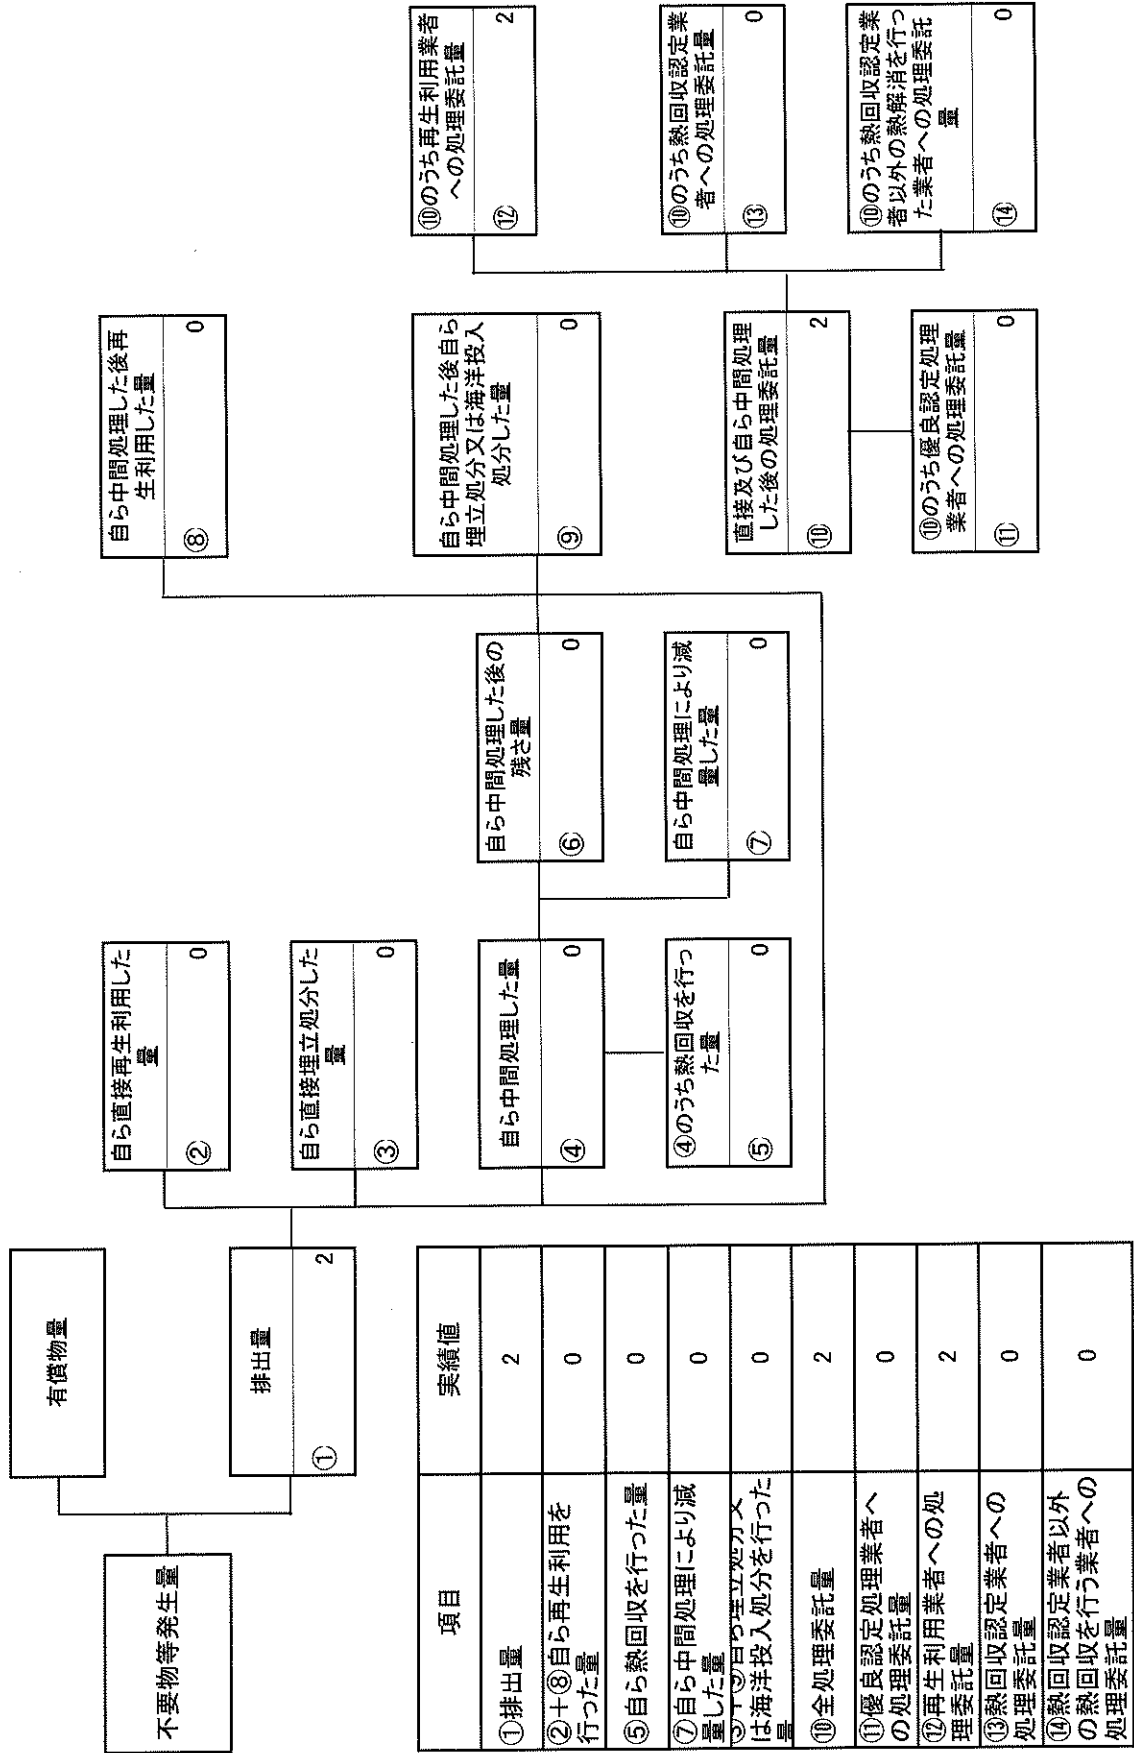 不要物等発生量
有償物量
排出量
① 2
自ら直接再生利用した
量
② 0
自ら直接埋立処分した
量
③ 0
自ら中間処理した量
④ 0
④のうち熱回収を行っ
た量
⑤ 0
自ら中間処理した後の
残さ量
⑥ 0
自ら中間処理により減
量した量
⑦ 0
自ら中間処理した後再
生利用した量
⑧ 0
自ら中間処理した後自ら
埋立処分又は海洋投入
処分した量
⑨ 0
直接及び自ら中間処理
した後の処理委託量
⑩ 2
⑩のうち優良認定処理
業者への処理委託量
⑪ 0
⑩のうち再生利用業者
への処理委託量
⑫ 2
⑩のうち熱回収認定業
者への処理委託量
⑬ 0
⑩のうち熱回収認定業
者以外の熱解消を行っ
た業者への処理委託
量
⑭ 0
項目 実績値
①排出量 2
②＋⑧自ら再生利用を
行った量 0
⑤自ら熱回収を行った量 0
⑦自ら中間処理により減
量した量 0
③＋⑨自ら埋立処分又
は海洋投入処分を行った
量 0
⑩全処理委託量 2
⑪優良認定処理業者へ
の処理委託量 0
⑫再生利用業者への処
理委託量 2
⑬熱回収認定業者への
処理委託量 0
⑭熱回収認定業者以外
の熱回収を行う業者への
処理委託量 0